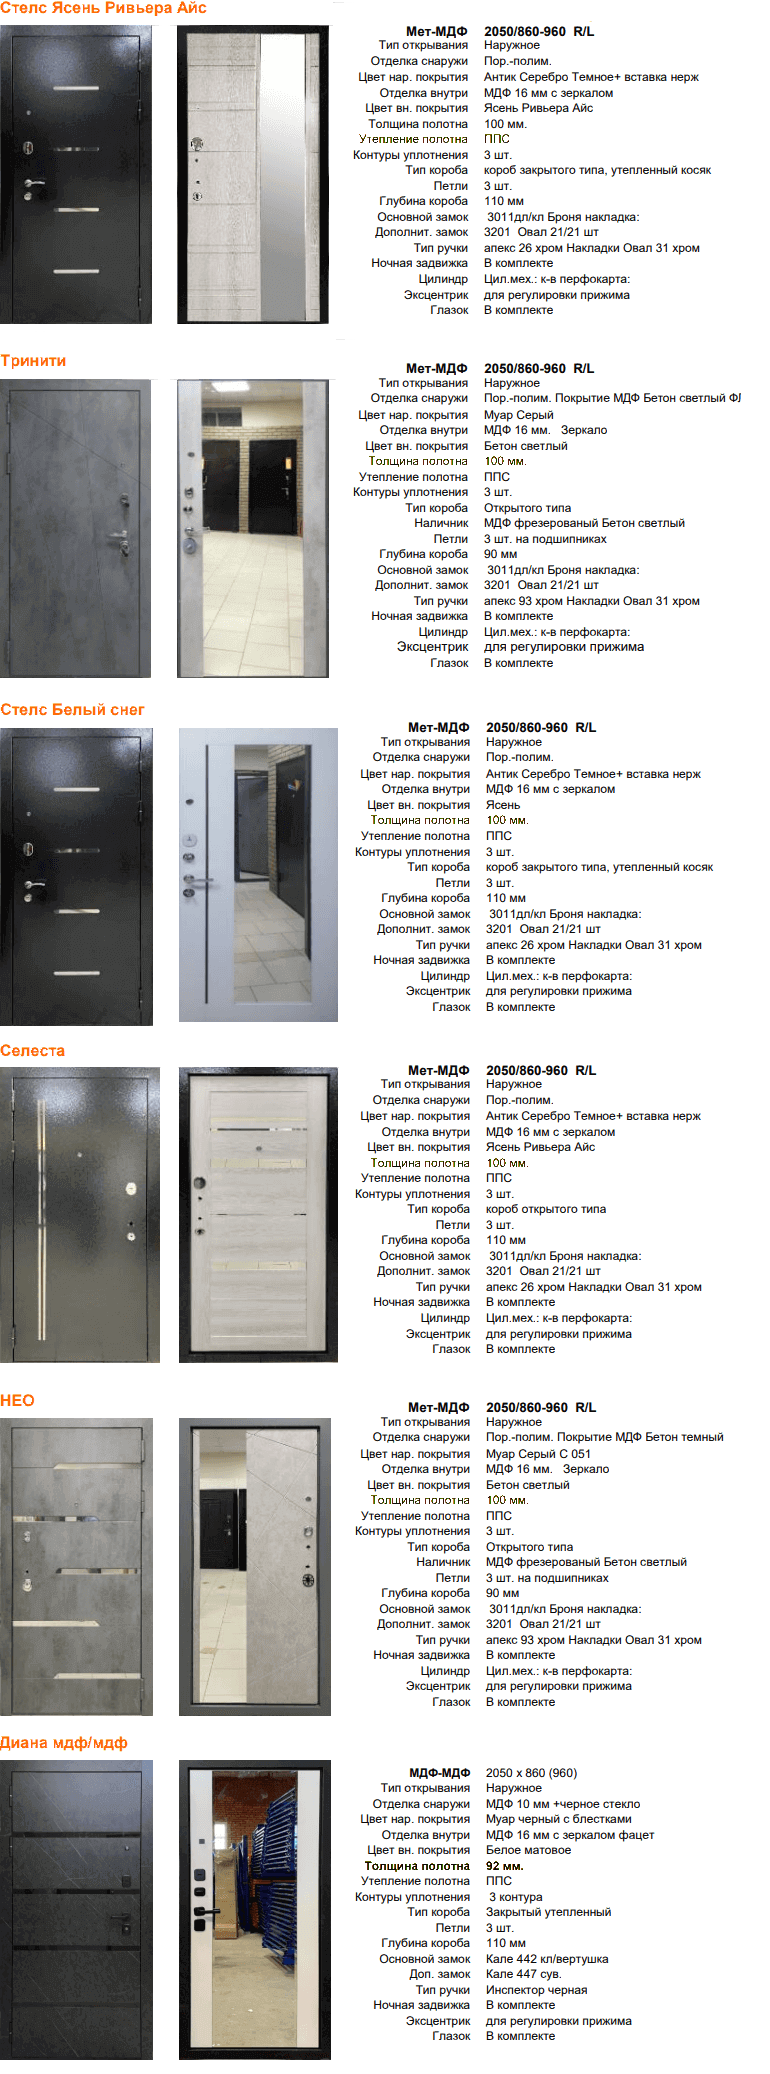 Стелс Ясень Ривьера Айс
Мет-МДФ 2050/860-960 R/L
Тип открывания Наружное
Отделка снаружи Пор.-полим.
Цвет нар. покрытия Антик Серебро Темное+ вставка нерж
Отделка внутри МДФ 16 мм с зеркалом
Цвет вн. покрытия Ясень Ривьера Айс
Толщина полотна 100 мм.
Утепление полотна ППС
Контуры уплотнения 3 шт.
Тип короба короб закрытого типа, утепленный косяк
Петли 3 шт.
Глубина короба 110 мм
Основной замок 3011дл/кл Броня накладка:
Дополнит. замок 3201 Овал 21/21 шт
Тип ручки апекс 26 хром Накладки Овал 31 хром
Ночная задвижка В комплекте
Цилиндр Цил.мех.: к-в перфокарта:
Эксцентрик для регулировки прижима
Глазок В комплекте
Тринити
Мет-МДФ 2050/860-960 R/L
Тип открывания Наружное
Отделка снаружи Пор.-полим. Покрытие МДФ Бетон светлый ФЛ
Цвет нар. покрытия Муар Серый
Отделка внутри МДФ 16 мм. Зеркало
Цвет вн. покрытия Бетон светлый
Толщина полотна 100 мм.
Утепление полотна ППС
Контуры уплотнения 3 шт.
Тип короба Открытого типа
Наличник МДФ фрезерованый Бетон светлый
Петли 3 шт. на подшипниках
Глубина короба 90 мм
Основной замок 3011дл/кл Броня накладка:
Дополнит. замок 3201 Овал 21/21 шт
Тип ручки апекс 93 хром Накладки Овал 31 хром
Ночная задвижка В комплекте
Цилиндр Цил.мех.: к-в перфокарта:
Эксцентрик для регулировки прижима
Глазок В комплекте
Стелс Белый снег
Мет-МДФ 2050/860-960 R/L
Тип открывания Наружное
Отделка снаружи Пор.-полим.
Цвет нар. покрытия Антик Серебро Темное+ вставка нерж
Отделка внутри МДФ 16 мм с зеркалом
Цвет вн. покрытия Ясень
Толщина полотна 100 мм.
Утепление полотна ППС
Контуры уплотнения 3 шт.
Тип короба короб закрытого типа, утепленный косяк
Петли 3 шт.
Глубина короба 110 мм
Основной замок 3011дл/кл Броня накладка:
Дополнит. замок 3201 Овал 21/21 шт
Тип ручки апекс 26 хром Накладки Овал 31 хром
Ночная задвижка В комплекте
Цилиндр Цил.мех.: к-в перфокарта:
Эксцентрик для регулировки прижима
Глазок В комплекте
Селеста
Мет-МДФ 2050/860-960 R/L
Тип открывания Наружное
Отделка снаружи Пор.-полим.
Цвет нар. покрытия Антик Серебро Темное+ вставка нерж
Отделка внутри МДФ 16 мм с зеркалом
Цвет вн. покрытия Ясень Ривьера Айс
Толщина полотна 100 мм.
Утепление полотна ППС
Контуры уплотнения 3 шт.
Тип короба короб открытого типа
Петли 3 шт.
Глубина короба 110 мм
Основной замок 3011дл/кл Броня накладка:
Дополнит. замок 3201 Овал 21/21 шт
Тип ручки апекс 26 хром Накладки Овал 31 хром
Ночная задвижка В комплекте
Цилиндр Цил.мех.: к-в перфокарта:
Эксцентрик для регулировки прижима
Глазок В комплекте
НЕО
Мет-МДФ 2050/860-960 R/L
Тип открывания Наружное
Отделка снаружи Пор.-полим. Покрытие МДФ Бетон темный
Цвет нар. покрытия Муар Серый С 051
Отделка внутри МДФ 16 мм. Зеркало
Цвет вн. покрытия Бетон светлый
Толщина полотна 100 мм.
Утепление полотна ППС
Контуры уплотнения 3 шт.
Тип короба Открытого типа
Наличник МДФ фрезерованый Бетон светлый
Петли 3 шт. на подшипниках
Глубина короба 90 мм
Основной замок 3011дл/кл Броня накладка:
Дополнит. замок 3201 Овал 21/21 шт
Тип ручки апекс 93 хром Накладки Овал 31 хром
Ночная задвижка В комплекте
Цилиндр Цил.мех.: к-в перфокарта:
Эксцентрик для регулировки прижима
Глазок В комплекте
Диана мдф/мдф
МДФ-МДФ 2050 х 860 (960)
Тип открывания Наружное
Отделка снаружи МДФ 10 мм +черное стекло
Цвет нар. покрытия Муар черный с блестками
Отделка внутри МДФ 16 мм с зеркалом фацет
Цвет вн. покрытия Белое матовое
Толщина полотна 92 мм.
Утепление полотна ППС
Контуры уплотнения 3 контура
Тип короба Закрытый утепленный
Петли 3 шт.
Глубина короба 110 мм
Основной замок Кале 442 кл/вертушка
Доп. замок Кале 447 сув.
Тип ручки Инспектор черная
Ночная задвижка В комплекте
Эксцентрик для регулировки прижима
Глазок В комплекте